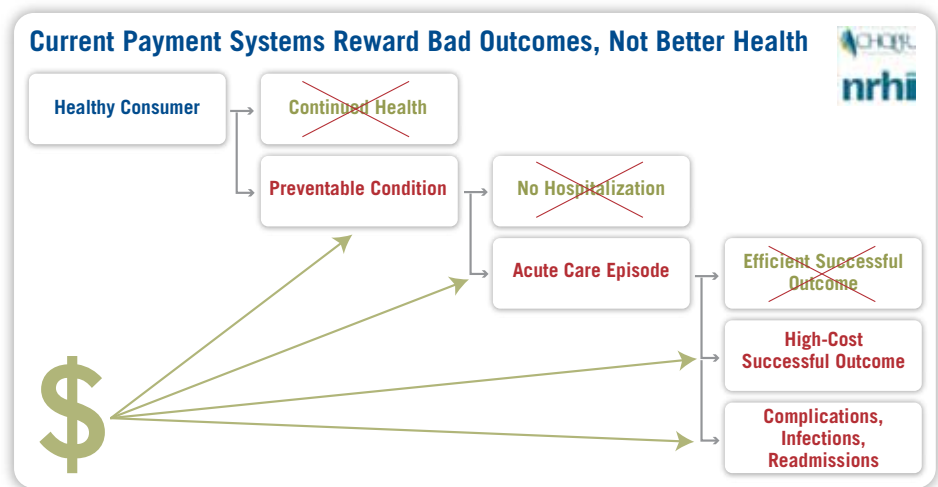 Current Payment Systems Reward Bad Outcomes, Not Better Health
CHQPR
nrhi
Healthy Consumer
Continued Health
Preventable Condition
No Hospitalization
Acute Care Episode
Efficient Successful
Outcome
High-Cost
Successful Outcome
Complications,
Infections,
Readmissions
$